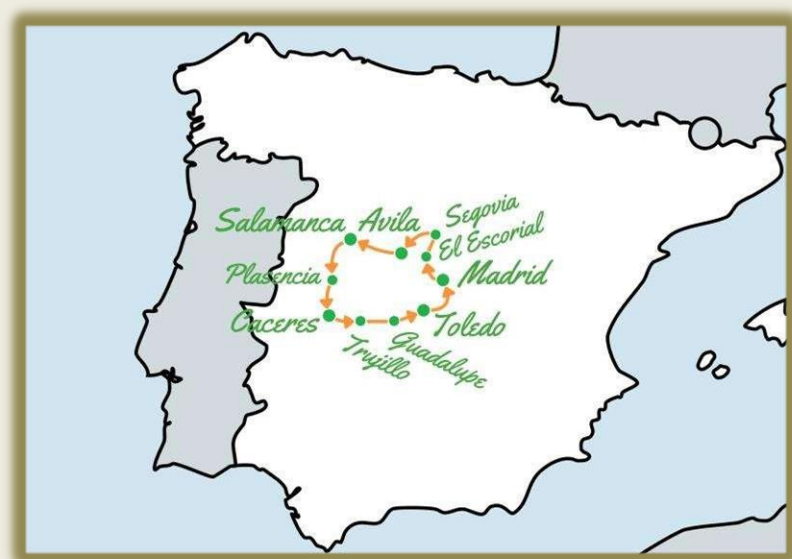 Segovia
Salamanca
Avila
El Escorial
Plasencia
Madrid
Caceres
Toledo
Trujillo
Guadalupe